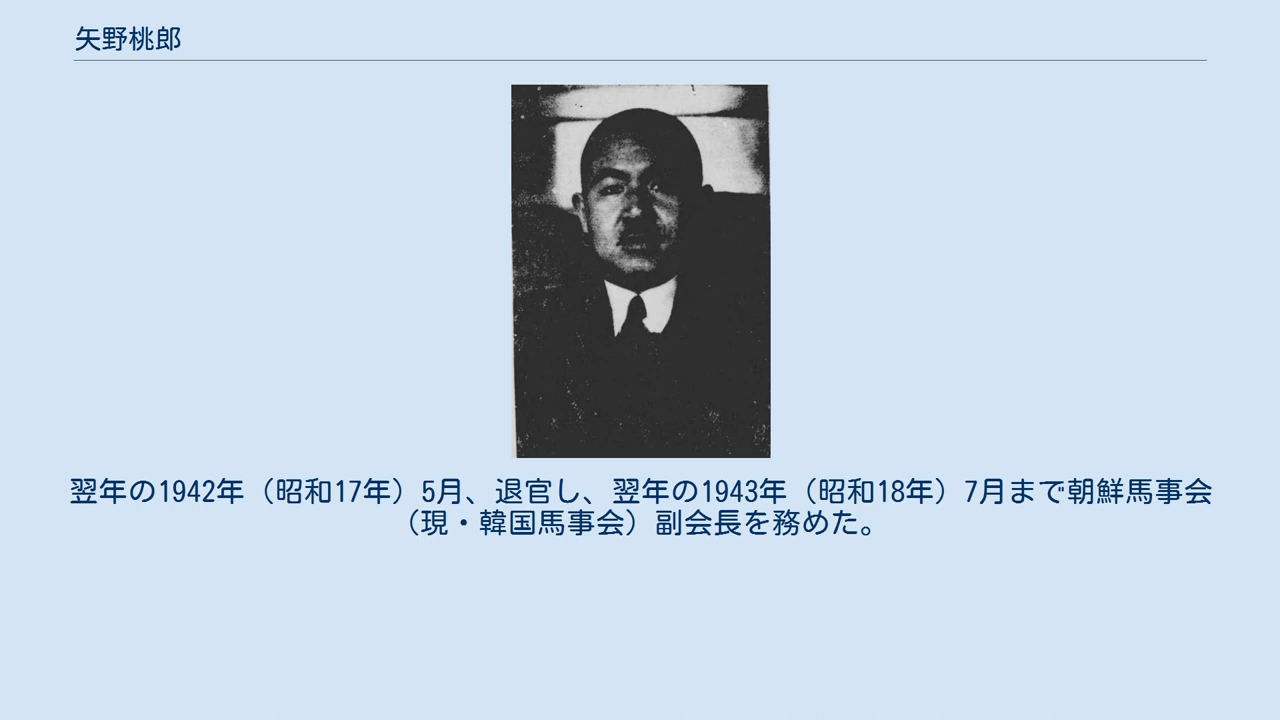 矢野桃郎
翌年の1942年（昭和17年）5月、退官し、翌年の1943年（昭和18年）7月まで朝鮮馬事会
（現・韓国馬事会）副会長を務めた。